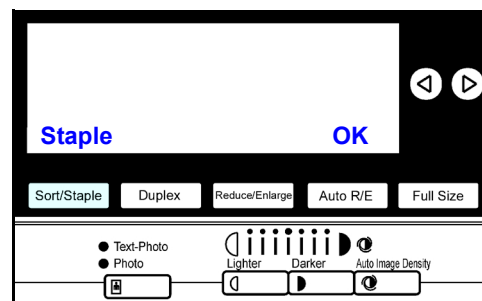 Staple OK
Sort/Staple Duplex Reduce/Enlarge Auto R/E Full Size
Text-Photo
Photo
Lighter Darker Auto Image Density